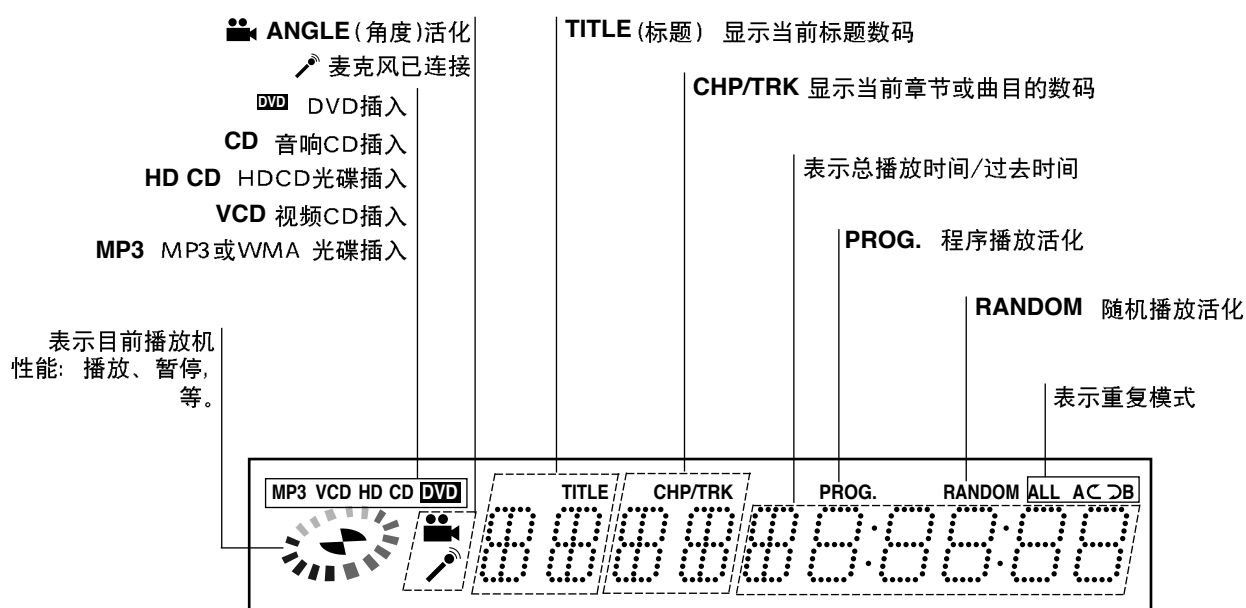 ANGLE(角度)活化
麦克风已连接
DVD DVD插入
CD 音响CD插入
HD CD HDCD光碟插入
VCD 视频CD插入
MP3 MP3或WMA 光碟插入
表示目前播放机
性能: 播放、暂停,
等。
TITLE(标题) 显示当前标题数码
CHP/TRK 显示当前章节或曲目的数码
表示总播放时间/过去时间
PROG. 程序播放活化
RANDOM 随机播放活化
表示重复模式
MP3 VCD HD CD DVD TITLE CHP/TRK PROG. RANDOM ALL A B